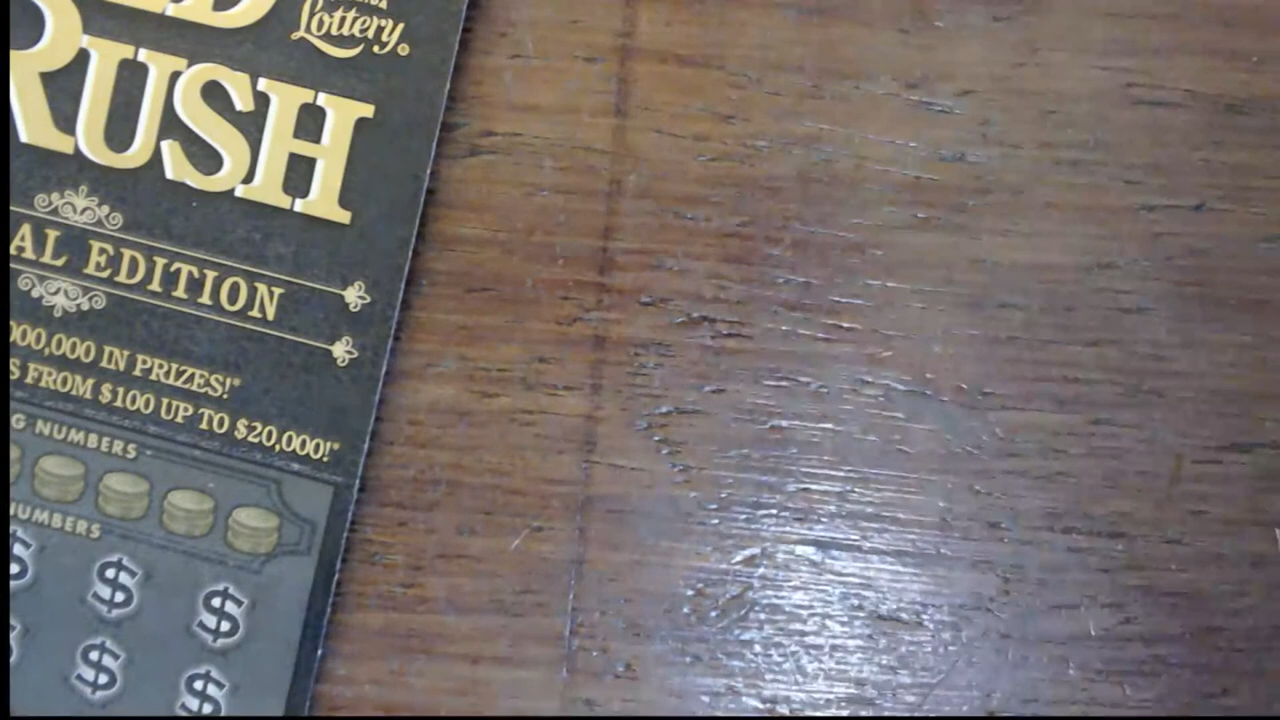 Lottery
RUSH
AL EDITION
000,000 IN PRIZES!*
S FROM $100 UP TO $20,000!*
G NUMBERS
NUMBERS
$ $ $
$ $